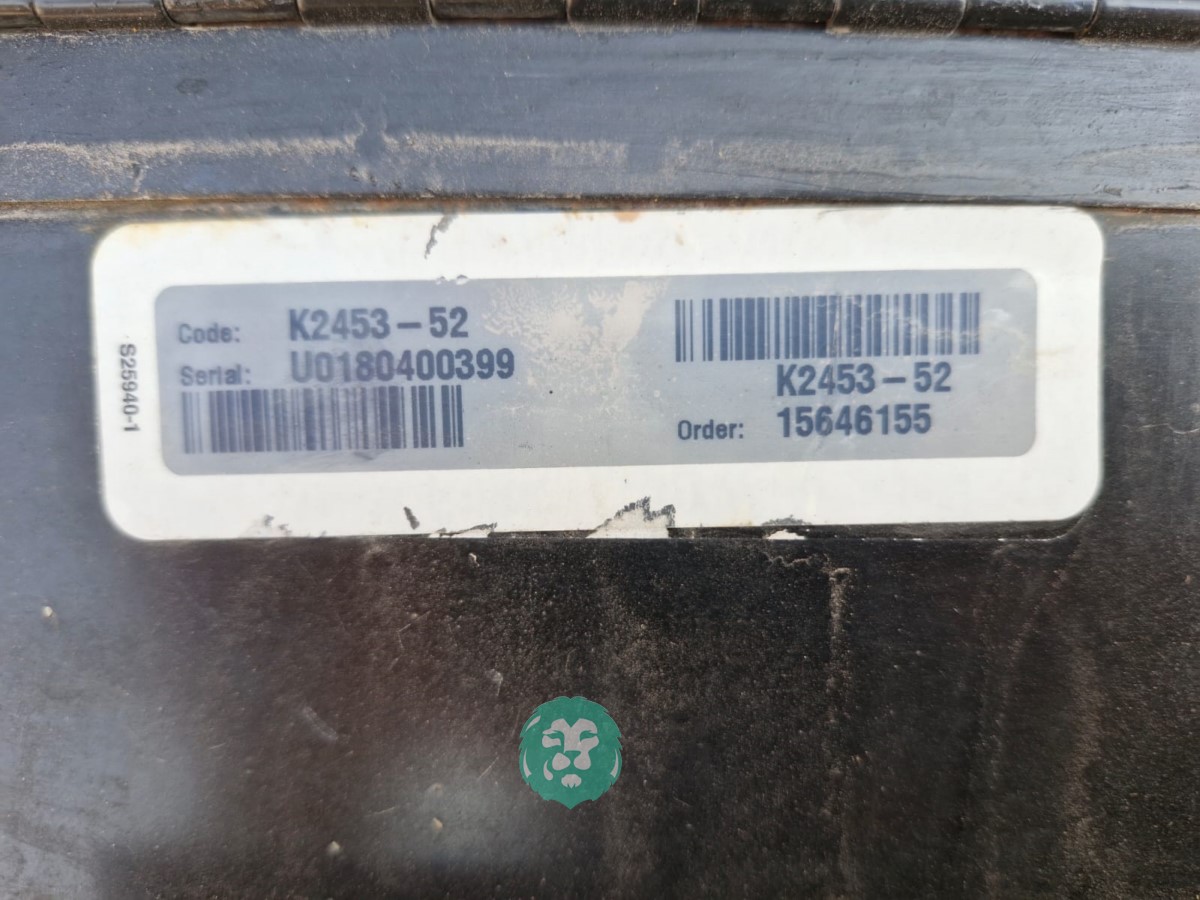 Code: K2453-52
Serial: U0180400399
K2453-52
Order: 15646155
S25940-1